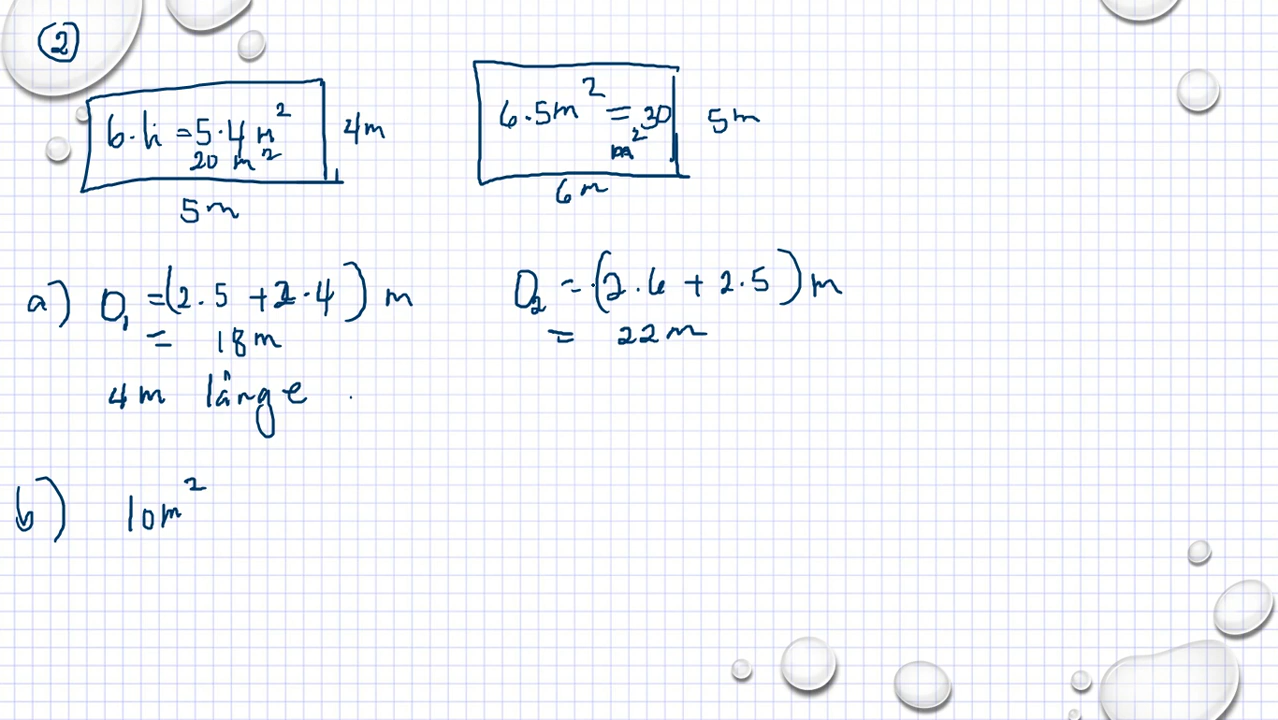 2
b·h = 5·4 m²
20 m²
4m
5m
6·5m² = 30
m²
5m
6m
a) O₁ = (2·5 + 2·4) m
= 18m
4m länge
O₂ = (2·6 + 2·5) m
= 22m
b) 10m²